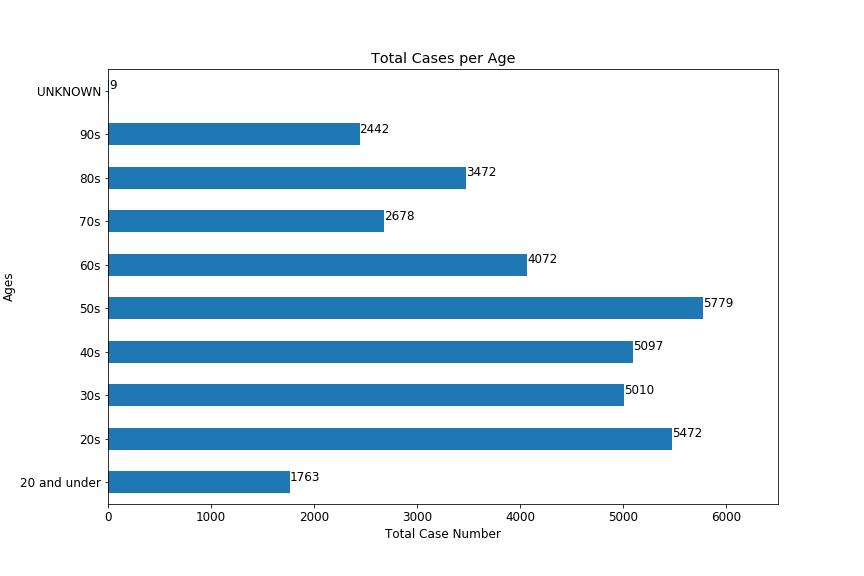 Total Cases per Age
UNKNOWN 9
90s 2442
80s 3472
70s 2678
60s 4072
50s 5779
40s 5097
30s 5010
20s 5472
20 and under 1763
Ages
0 1000 2000 3000 4000 5000 6000
Total Case Number